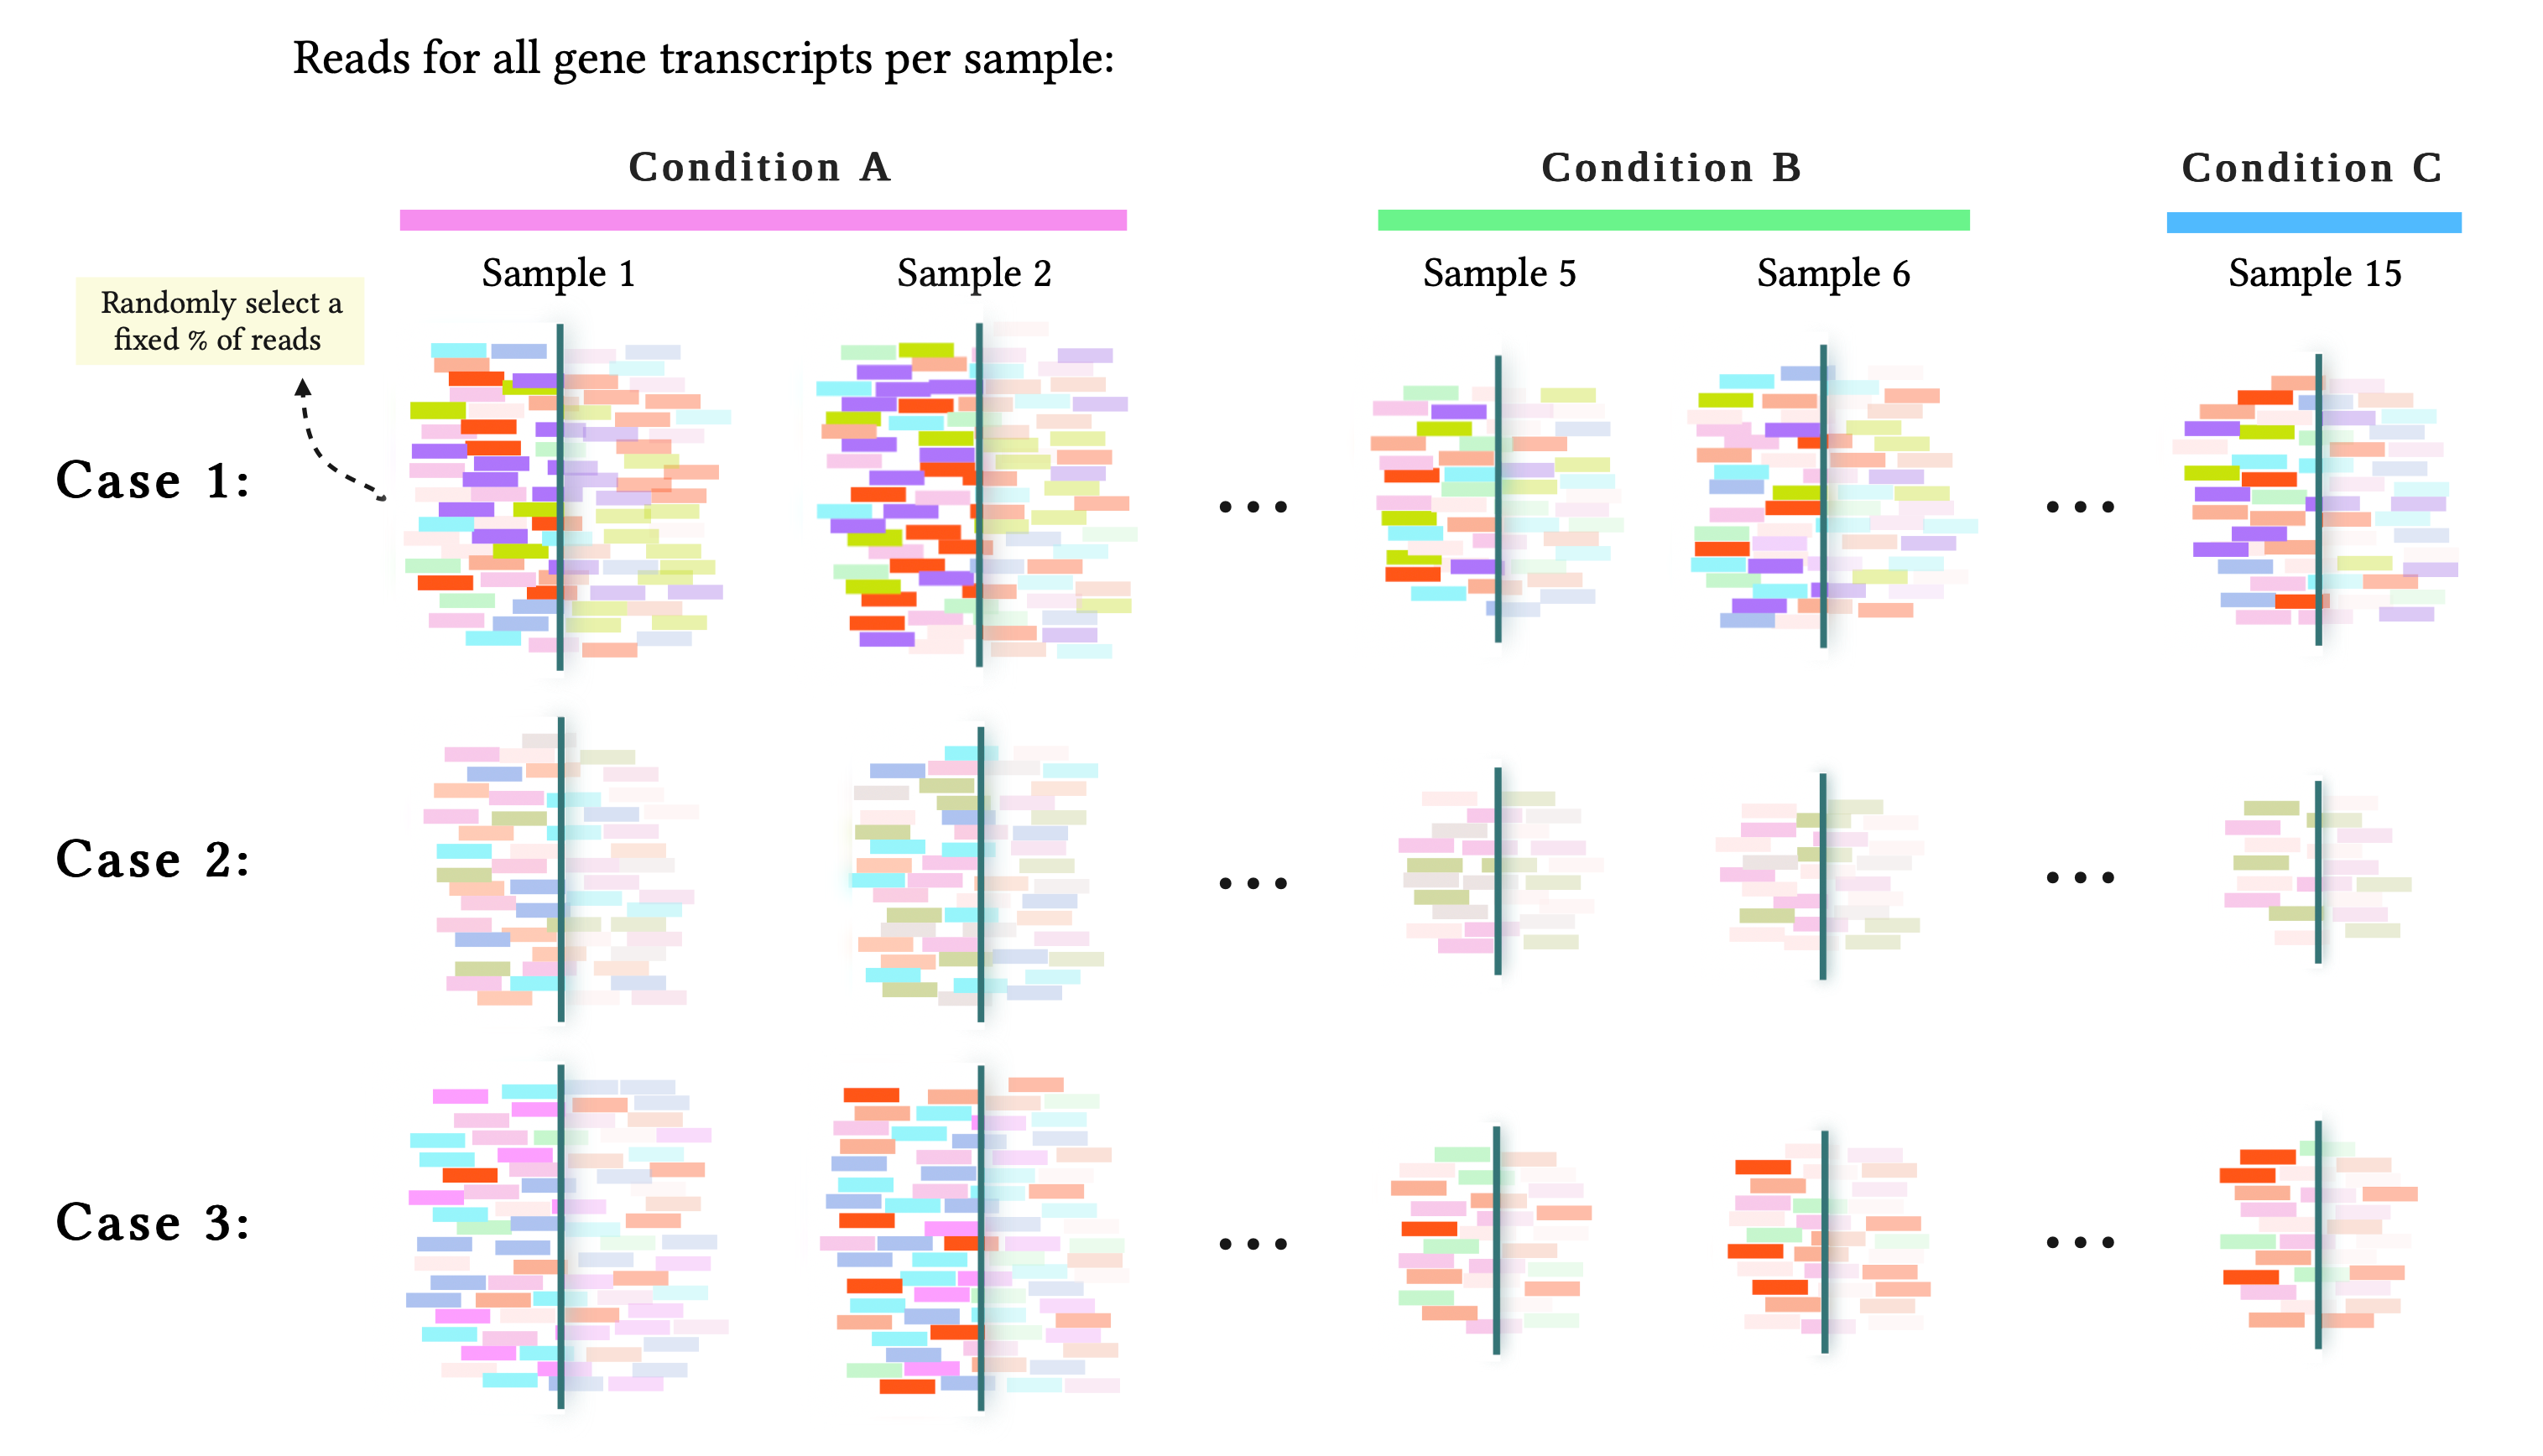 Reads for all gene transcripts per sample:
Condition A
Condition B
Condition C
Sample 1
Sample 2
Sample 5
Sample 6
Sample 15
Randomly select a
fixed % of reads
Case 1:
...
...
Case 2:
...
...
Case 3:
...
...